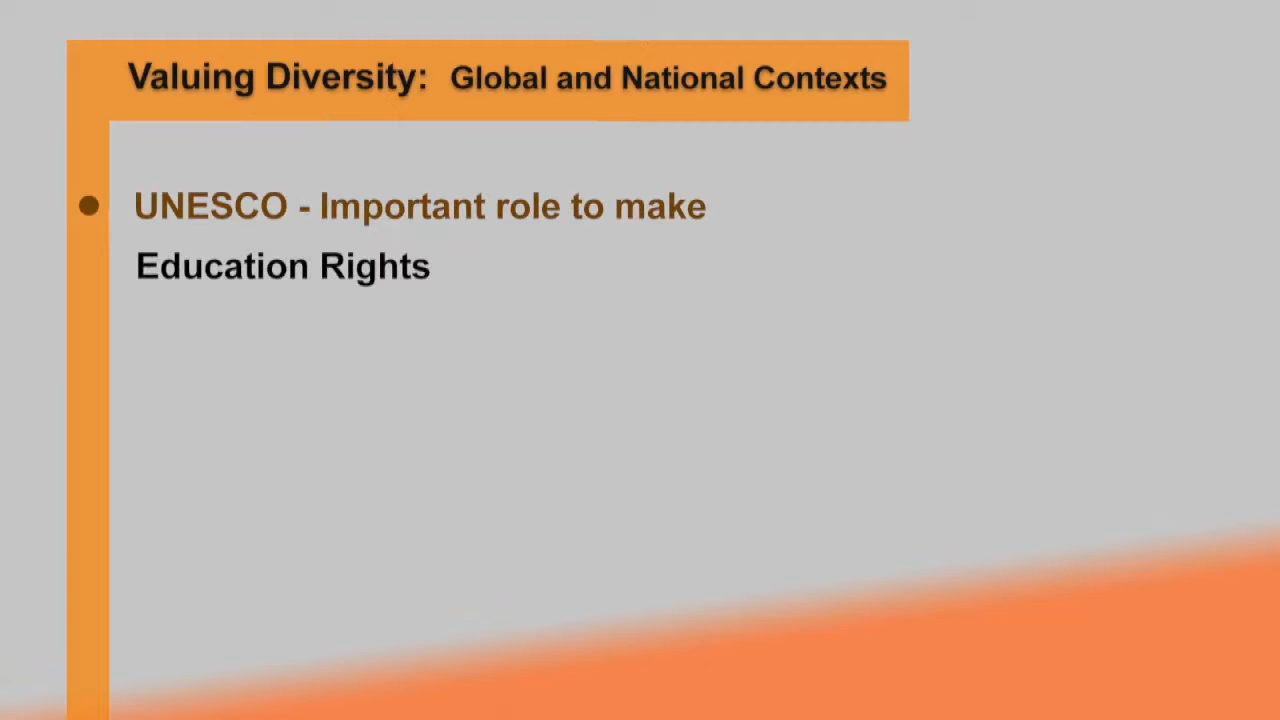 Valuing Diversity: Global and National Contexts
UNESCO - Important role to make
Education Rights